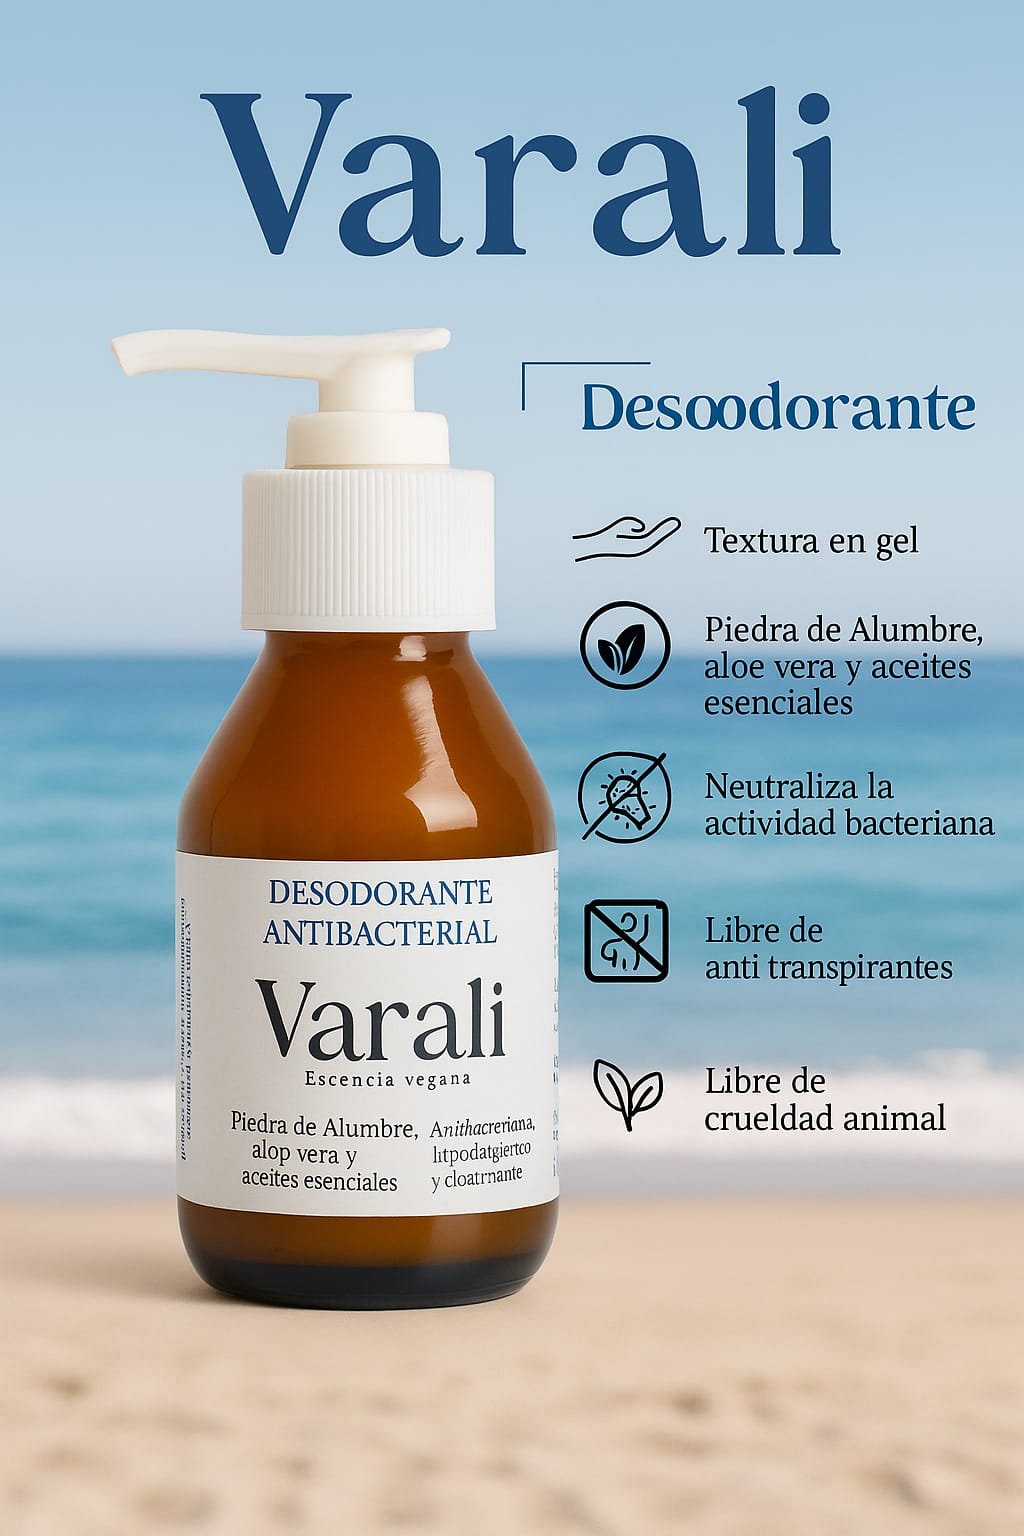 Varali
Desoodorante
Textura en gel
Piedra de Alumbre,
aloe vera y aceites
esenciales
Neutraliza la
actividad bacteriana
Libre de
anti transpirantes
Libre de
crueldad animal
DESODORANTE
ANTIBACTERIAL
Varali
Escencia vegana
Piedra de Alumbre,
alop vera y
aceites esenciales
Anithacreriana,
y cloatrnante